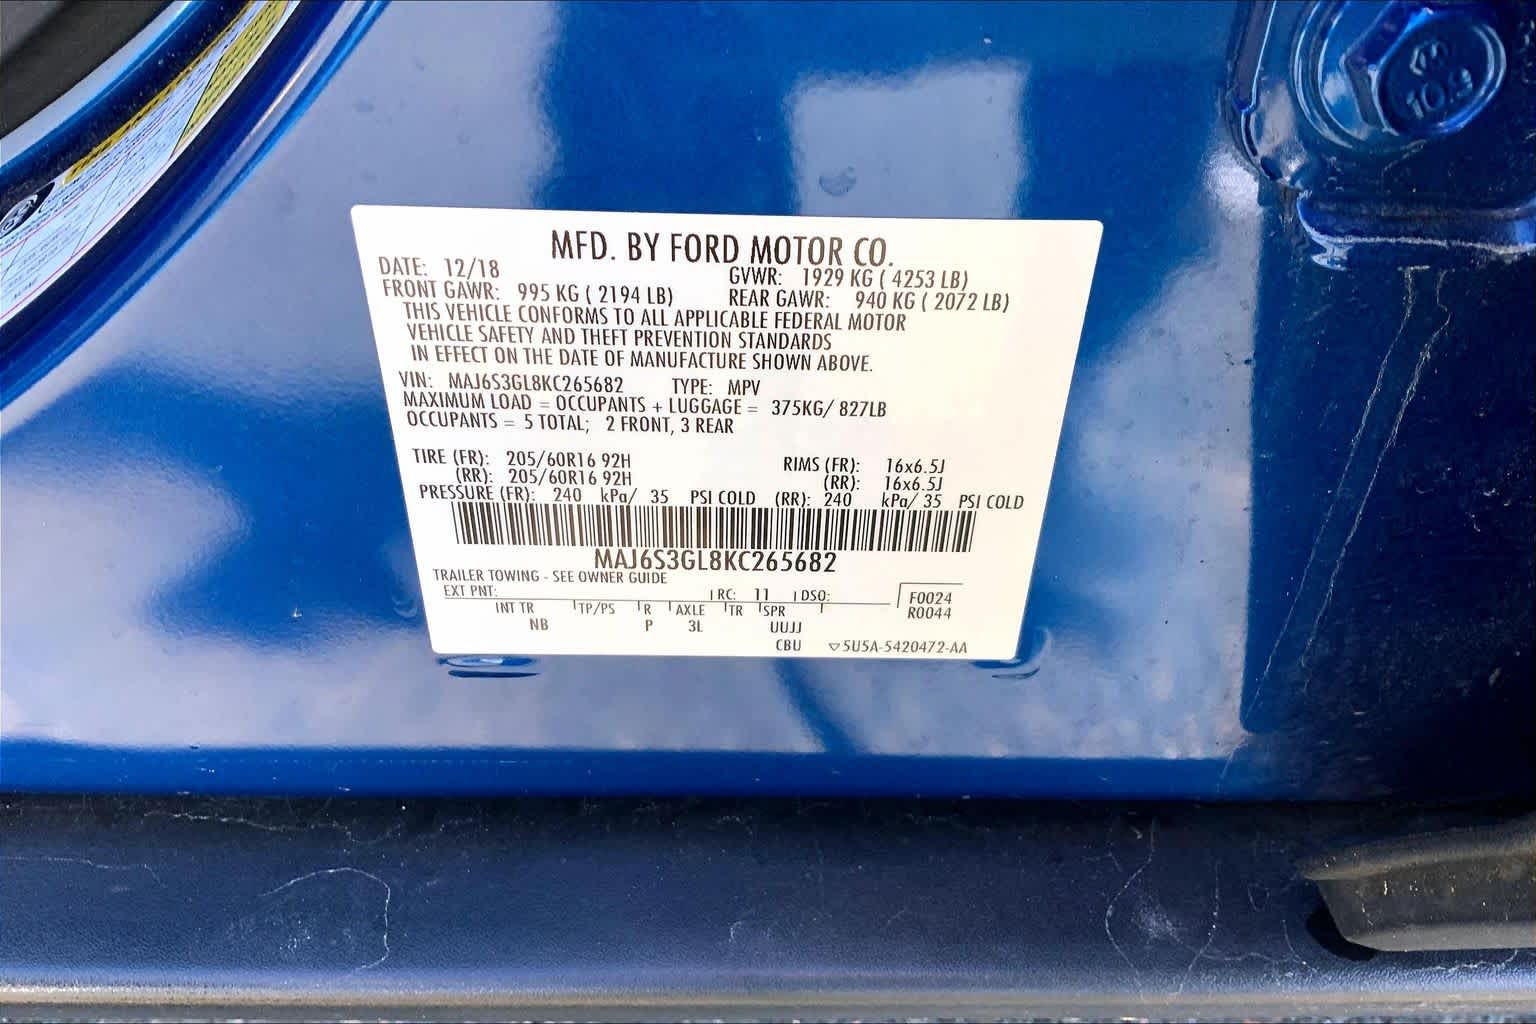 MFD. BY FORD MOTOR CO.
DATE: 12/18 GVWR: 1929 KG ( 4253 LB)
FRONT GAWR: 995 KG ( 2194 LB) REAR GAWR: 940 KG ( 2072 LB)
THIS VEHICLE CONFORMS TO ALL APPLICABLE FEDERAL MOTOR
VEHICLE SAFETY AND THEFT PREVENTION STANDARDS
IN EFFECT ON THE DATE OF MANUFACTURE SHOWN ABOVE.
VIN: MAJ6S3GL8KC265682 TYPE: MPV
MAXIMUM LOAD = OCCUPANTS + LUGGAGE = 375KG/ 827LB
OCCUPANTS = 5 TOTAL; 2 FRONT, 3 REAR
TIRE (FR): 205/60R16 92H RIMS (FR): 16x6.5J
(RR): 205/60R16 92H (RR): 16x6.5J
PRESSURE (FR): 240 kPa/ 35 PSI COLD (RR): 240 kPa/ 35 PSI COLD
MAJ6S3GL8KC265682
TRAILER TOWING - SEE OWNER GUIDE
EXT PNT: RC: 11 DSO: F0024
INT TR TP/PS R AXLE TR SPR R0044
NB P 3L UUJJ
CBU 5U5A-5420472-AA
10.9